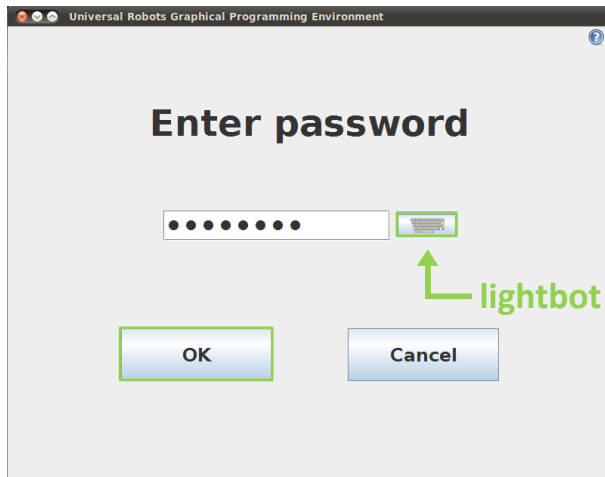 Universal Robots Graphical Programming Environment
Enter password
lightbot
OK
Cancel